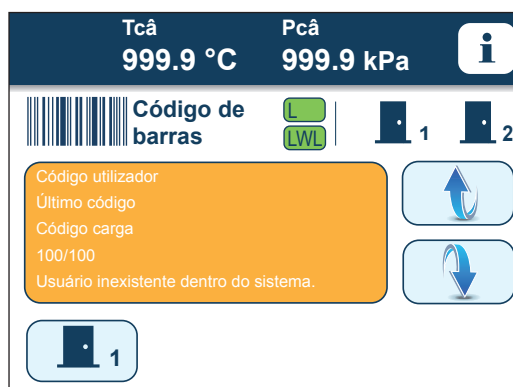 Tcâ Pcâ
999.9 °C 999.9 kPa
i
Código de
barras
L
LWL
1
2
Código utilizador
Último código
Código carga
100/100
Usuário inexistente dentro do sistema.
1